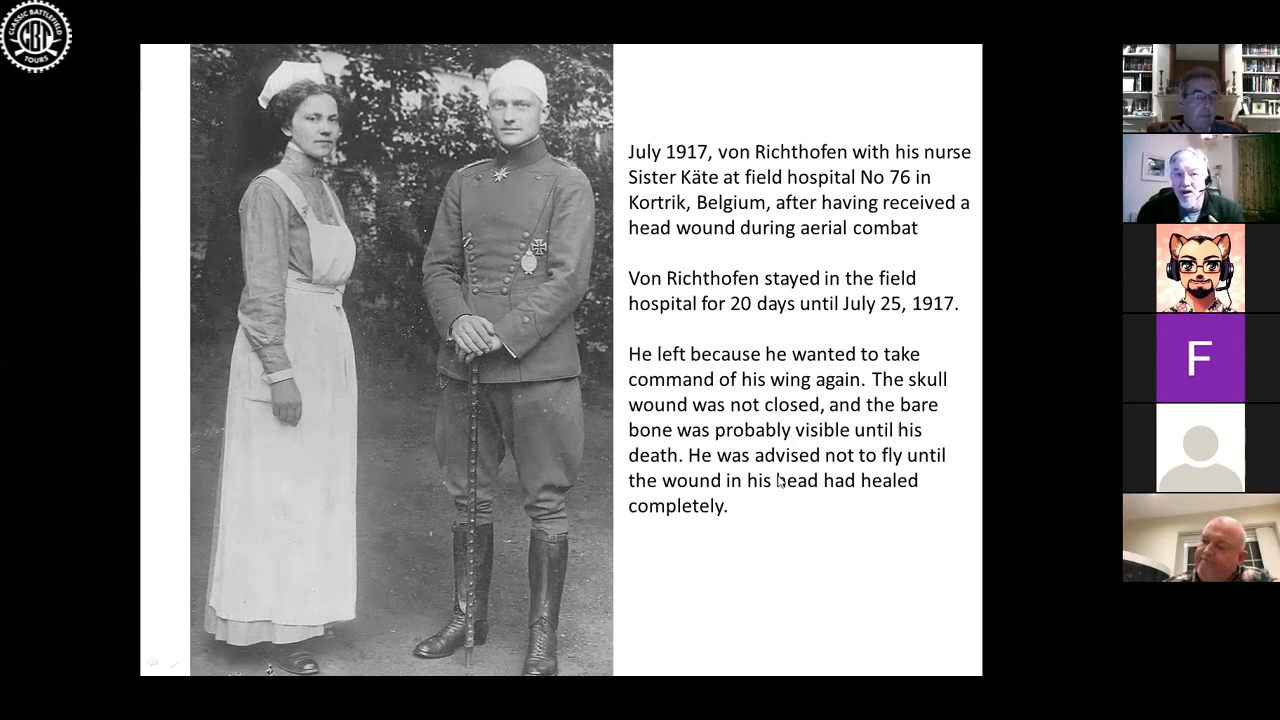 CLASSIC BATTLEFIELD
CBT
TOURS
July 1917, von Richthofen with his nurse
Sister Käte at field hospital No 76 in
Kortrik, Belgium, after having received a
head wound during aerial combat
Von Richthofen stayed in the field
hospital for 20 days until July 25, 1917.
He left because he wanted to take
command of his wing again. The skull
wound was not closed, and the bare
bone was probably visible until his
death. He was advised not to fly until
the wound in his head had healed
completely.
F